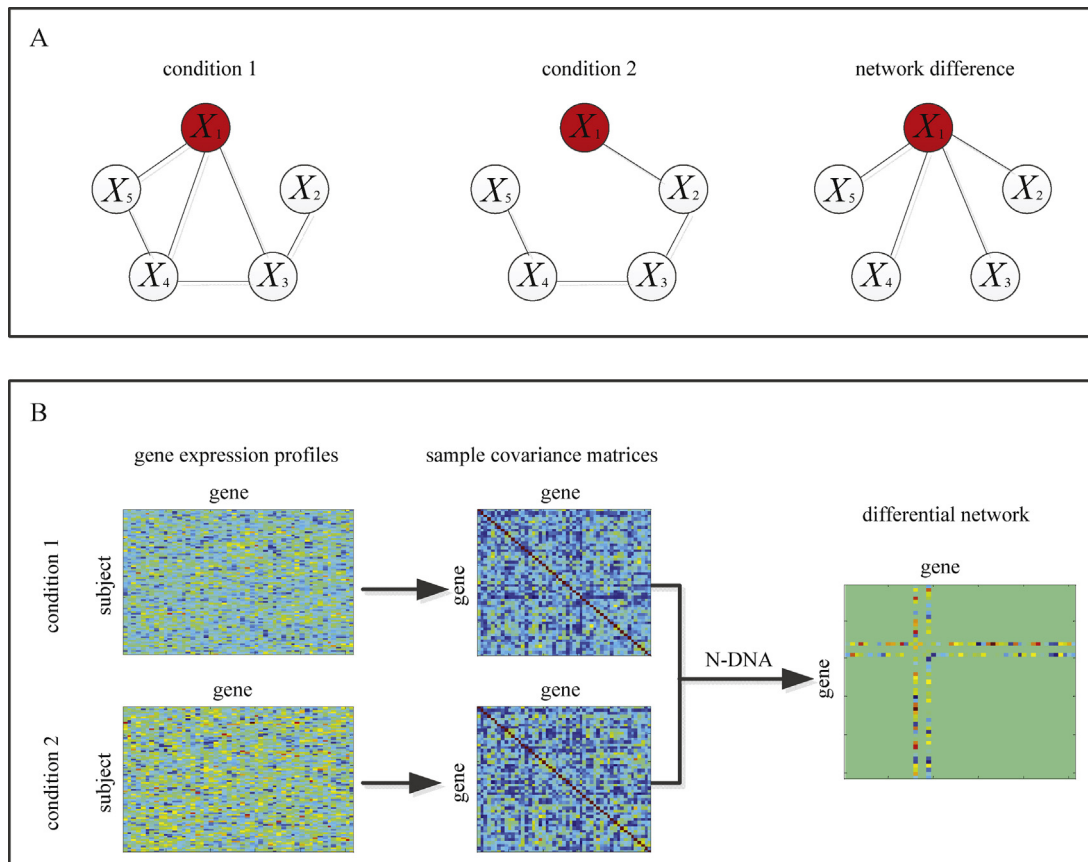 A
condition 1
condition 2
network difference
X1
X5
X2
X4
X3
X1
X5
X2
X4
X3
X1
X5
X2
X4
X3
B
gene expression profiles
sample covariance matrices
gene
gene
condition 1
subject
gene
differential network
gene
N-DNA
gene
gene
gene
condition 2
subject
gene